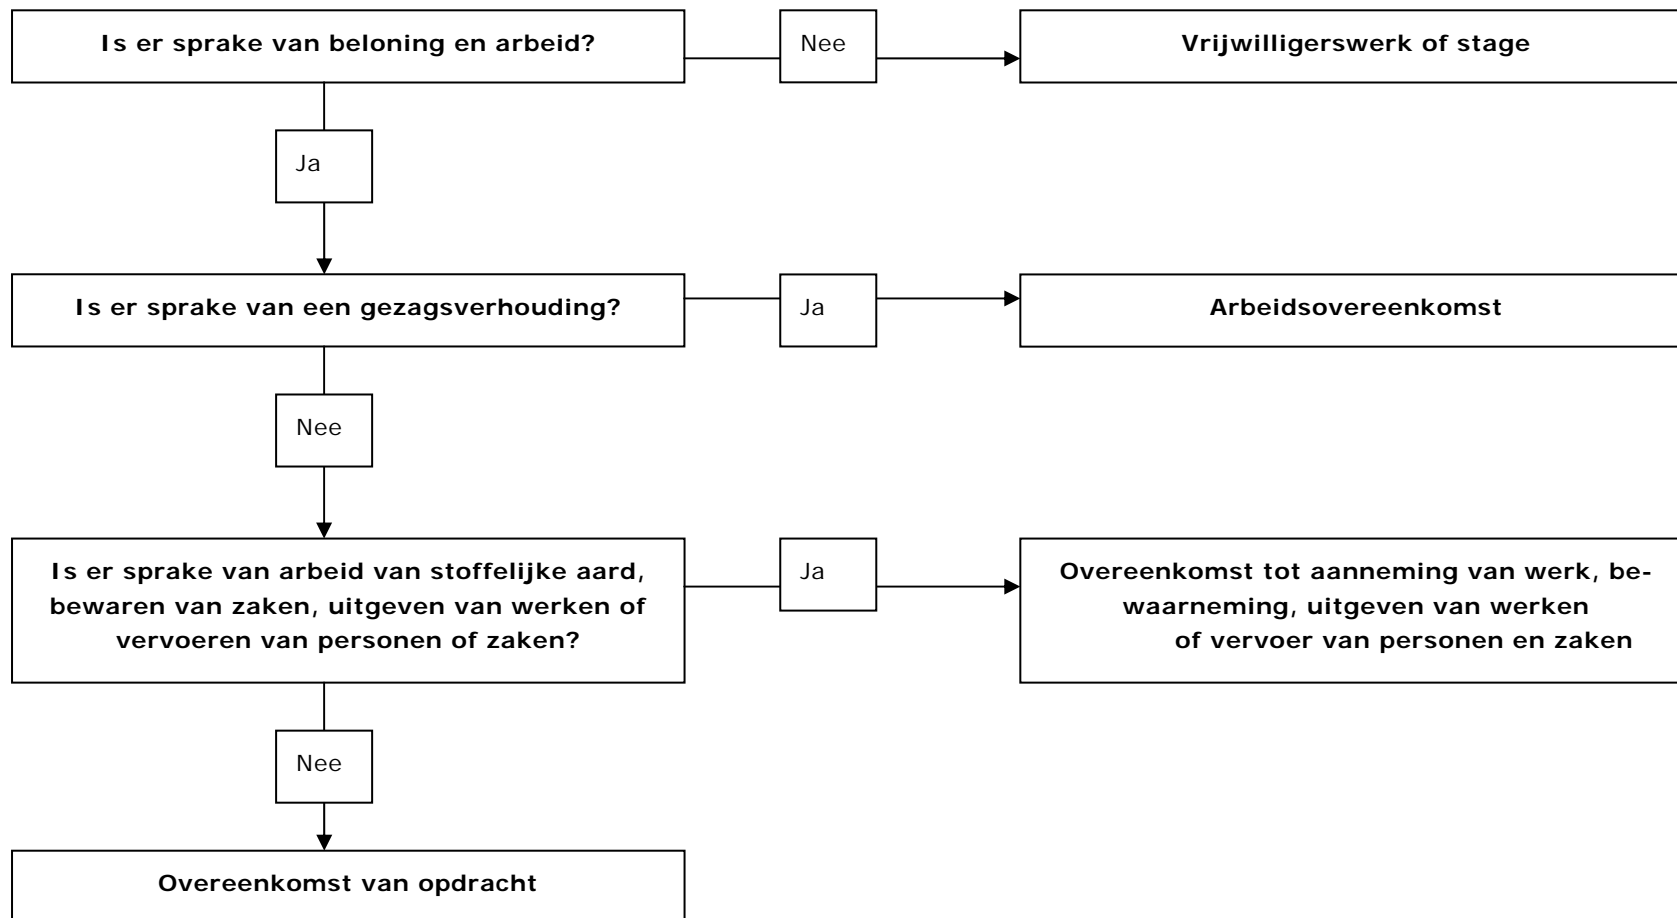 Is er sprake van beloning en arbeid?
Nee
Vrijwilligerswerk of stage
Ja
Is er sprake van een gezagsverhouding?
Ja
Arbeidsovereenkomst
Nee
Is er sprake van arbeid van stoffelijke aard,
bewaren van zaken, uitgeven van werken of
vervoeren van personen of zaken?
Ja
Overeenkomst tot aanneming van werk, be-
waarneming, uitgeven van werken
of vervoer van personen en zaken
Nee
Overeenkomst van opdracht